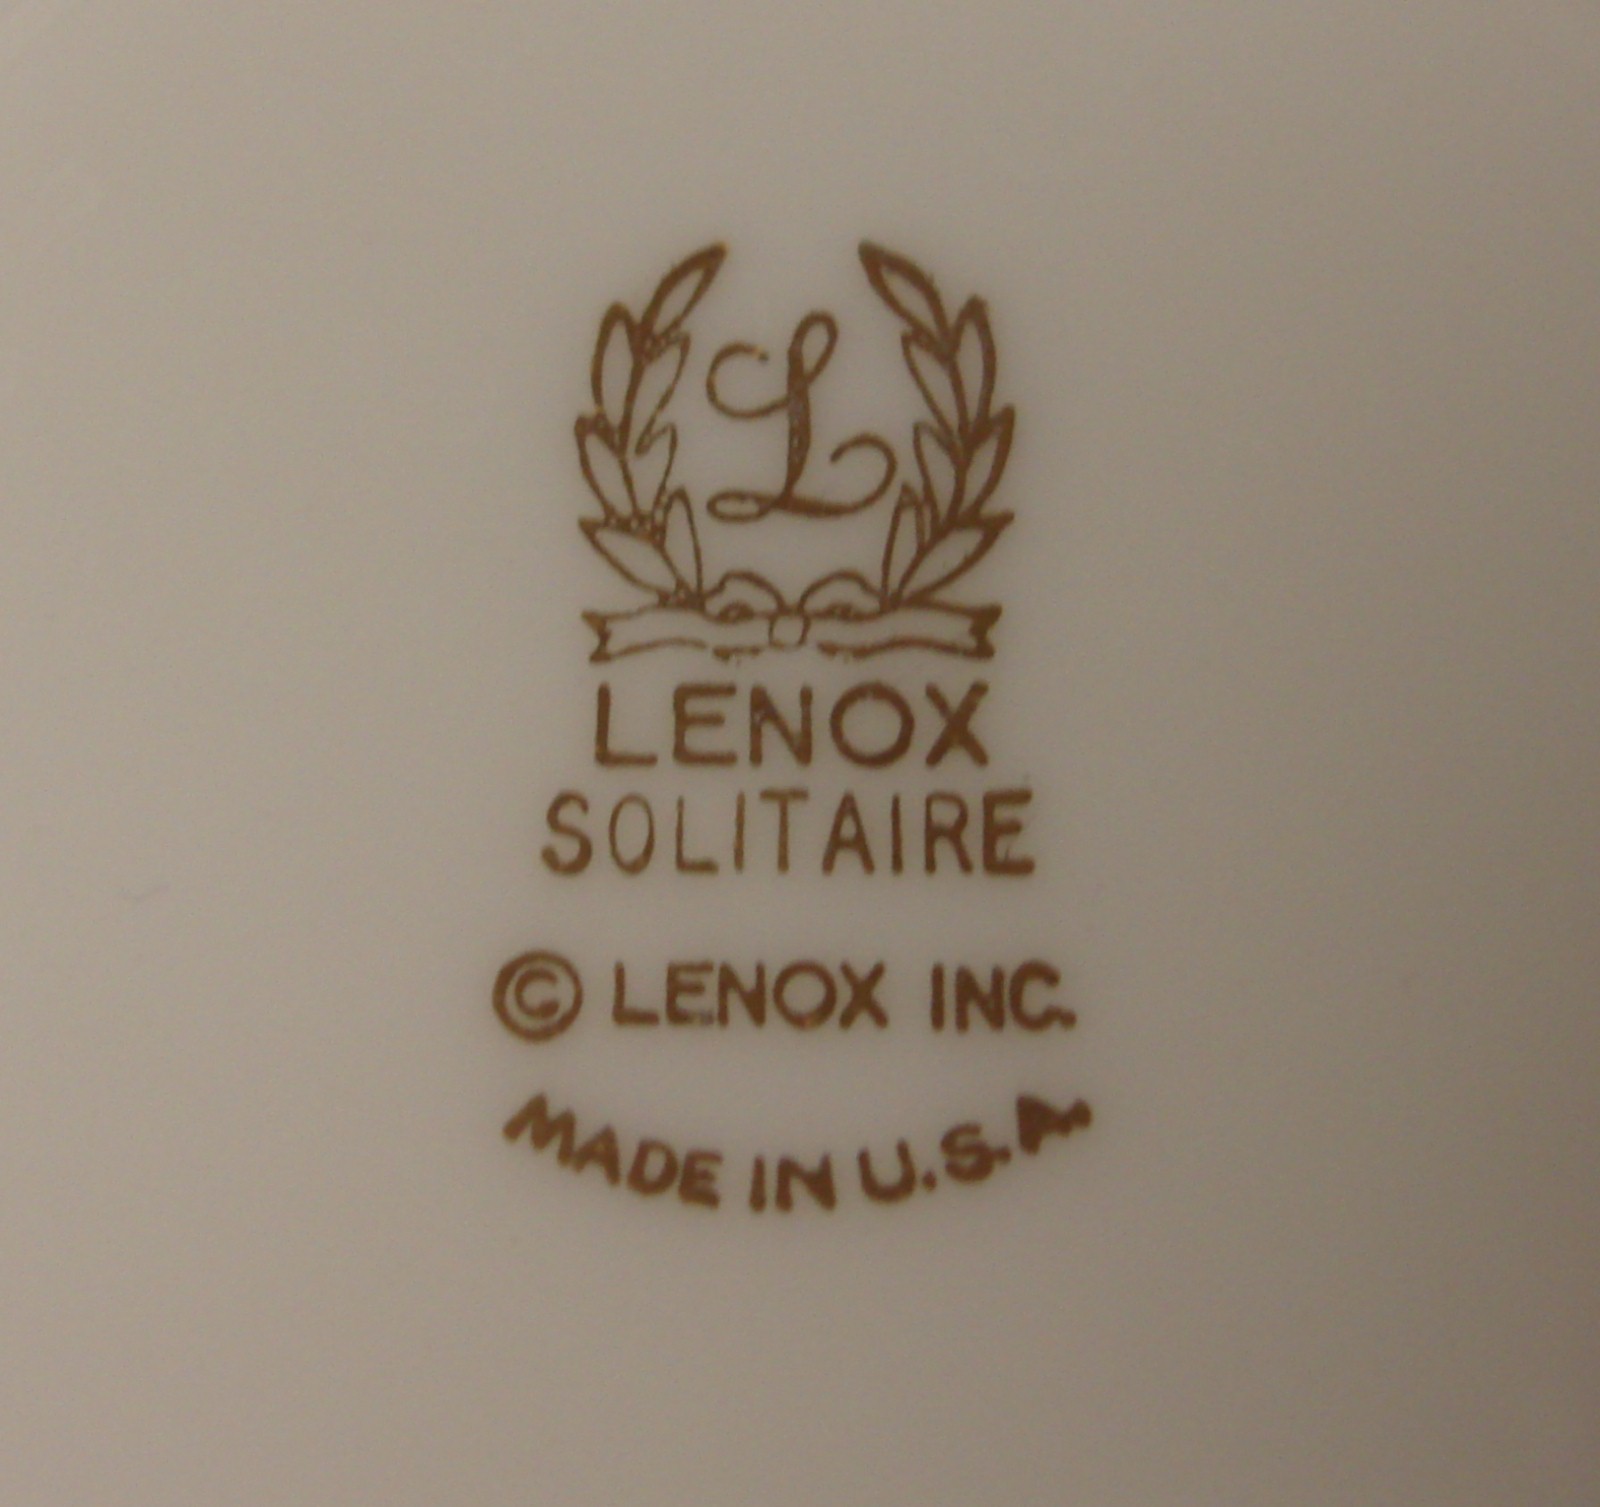 L
LENOX
SOLITAIRE
© LENOX INC.
MADE IN U.S.A.